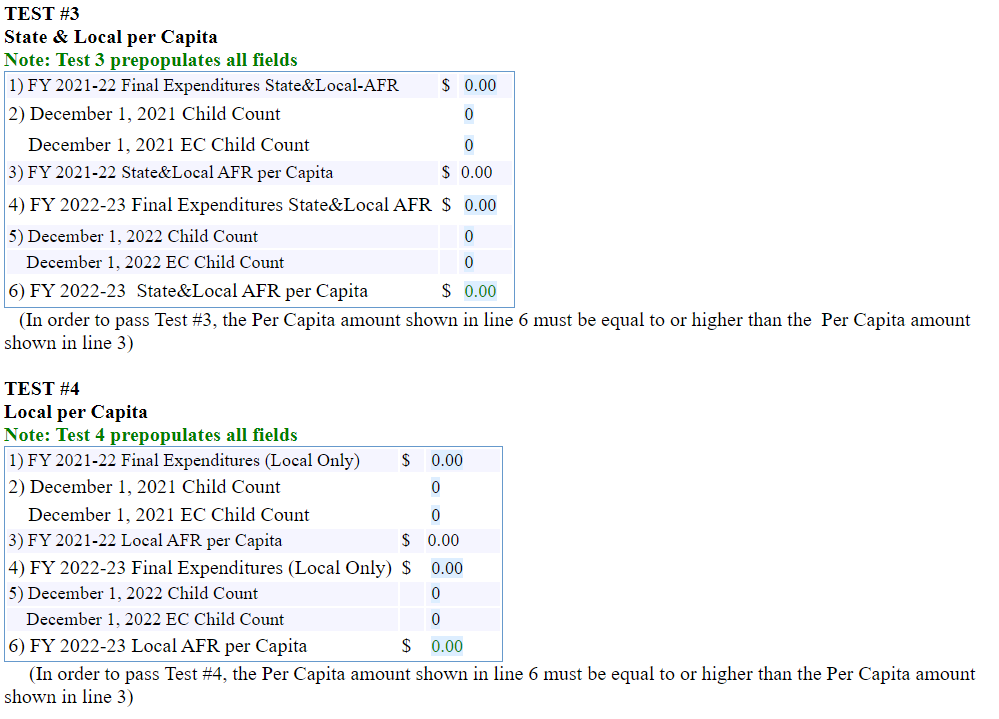 TEST #3
State & Local per Capita
Note: Test 3 prepopulates all fields
1) FY 2021-22 Final Expenditures State&Local-AFR $ 0.00
2) December 1, 2021 Child Count 0
December 1, 2021 EC Child Count 0
3) FY 2021-22 State&Local AFR per Capita $ 0.00
4) FY 2022-23 Final Expenditures State&Local AFR $ 0.00
5) December 1, 2022 Child Count 0
December 1, 2022 EC Child Count 0
6) FY 2022-23 State&Local AFR per Capita $ 0.00
(In order to pass Test #3, the Per Capita amount shown in line 6 must be equal to or higher than the Per Capita amount
shown in line 3)
TEST #4
Local per Capita
Note: Test 4 prepopulates all fields
1) FY 2021-22 Final Expenditures (Local Only) $ 0.00
2) December 1, 2021 Child Count 0
December 1, 2021 EC Child Count 0
3) FY 2021-22 Local AFR per Capita $ 0.00
4) FY 2022-23 Final Expenditures (Local Only) $ 0.00
5) December 1, 2022 Child Count 0
December 1, 2022 EC Child Count 0
6) FY 2022-23 Local AFR per Capita $ 0.00
(In order to pass Test #4, the Per Capita amount shown in line 6 must be equal to or higher than the Per Capita amount
shown in line 3)